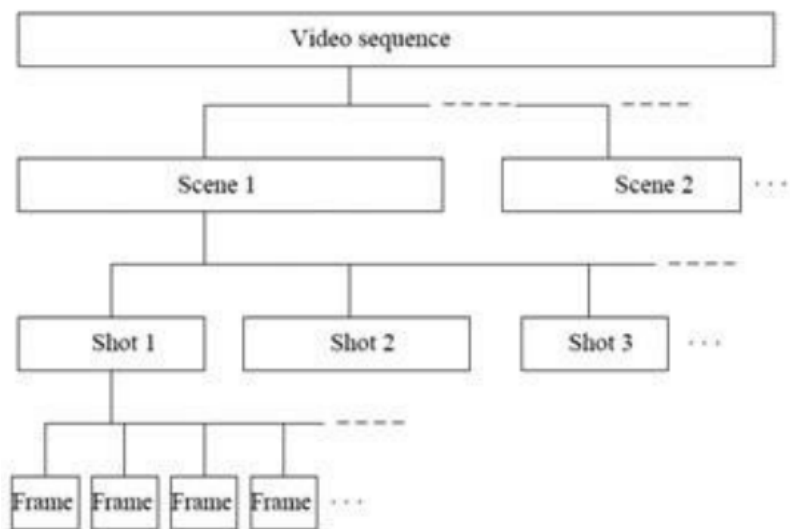 Video sequence
Scene 1
Scene 2
Shot 1
Shot 2
Shot 3
Frame
Frame
Frame
Frame